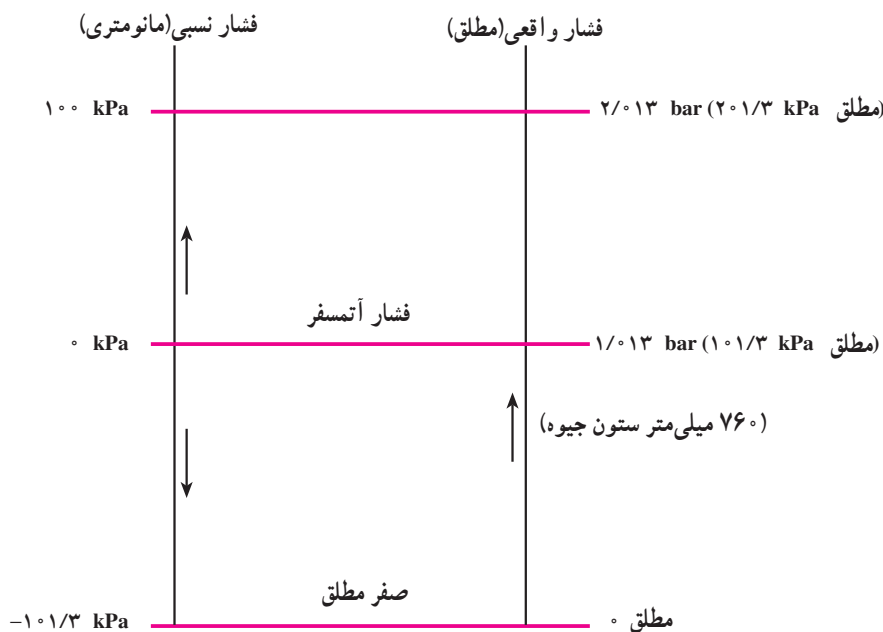 فشار واقعی(مطلق)
فشار نسبی(مانومتری)
۲/۰۱۳ bar (۲۰۱/۳ kPa مطلق)
۱۰۰ kPa
فشار آتمسفر
۱/۰۱۳ bar (۱۰۱/۳ kPa مطلق)
۰ kPa
(۷۶۰ میلی‌متر ستون جیوه)
صفر مطلق
مطلق ۰
−۱۰۱/۳ kPa